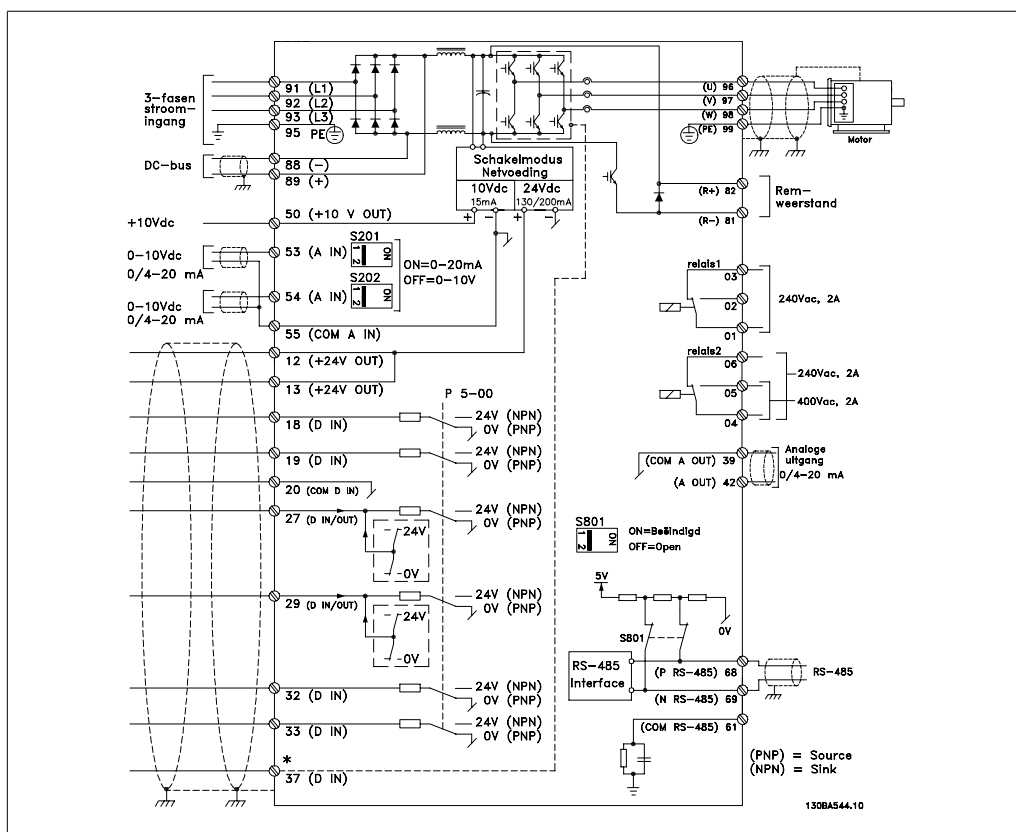 3-fasen
stroom-
ingang
91 (L1)
92 (L2)
93 (L3)
95 PE
DC-bus
88 (-)
89 (+)
+10Vdc
50 (+10 V OUT)
0-10Vdc
0/4-20 mA
53 (A IN)
S201
1 2
ON
S202
1 2
ON
ON=0-20mA
OFF=0-10V
0-10Vdc
0/4-20 mA
54 (A IN)
55 (COM A IN)
12 (+24V OUT)
13 (+24V OUT)
P 5-00
18 (D IN)
24V (NPN)
0V (PNP)
19 (D IN)
24V (NPN)
0V (PNP)
20 (COM D IN)
27 (D IN/OUT)
24V (NPN)
0V (PNP)
24V
0V
29 (D IN/OUT)
24V (NPN)
0V (PNP)
24V
0V
32 (D IN)
24V (NPN)
0V (PNP)
33 (D IN)
24V (NPN)
0V (PNP)
*
37 (D IN)
Schakelmodus
Netvoeding
10Vdc
15mA
24Vdc
130/200mA
+ - + -
(U) 96
(V) 97
(W) 98
(PE) 99
Motor
(R+) 82
(R-) 81
Rem-
weerstand
relais1
03
02
01
240Vac, 2A
relais2
06
05
04
240Vac, 2A
400Vac, 2A
(COM A OUT) 39
(A OUT) 42
Analoge
uitgang
0/4-20 mA
S801
1 2
ON
ON=Beëindigd
OFF=Open
5V
S801
0V
RS-485
Interface
(P RS-485) 68
(N RS-485) 69
(COM RS-485) 61
RS-485
(PNP) = Source
(NPN) = Sink
130BA544.10